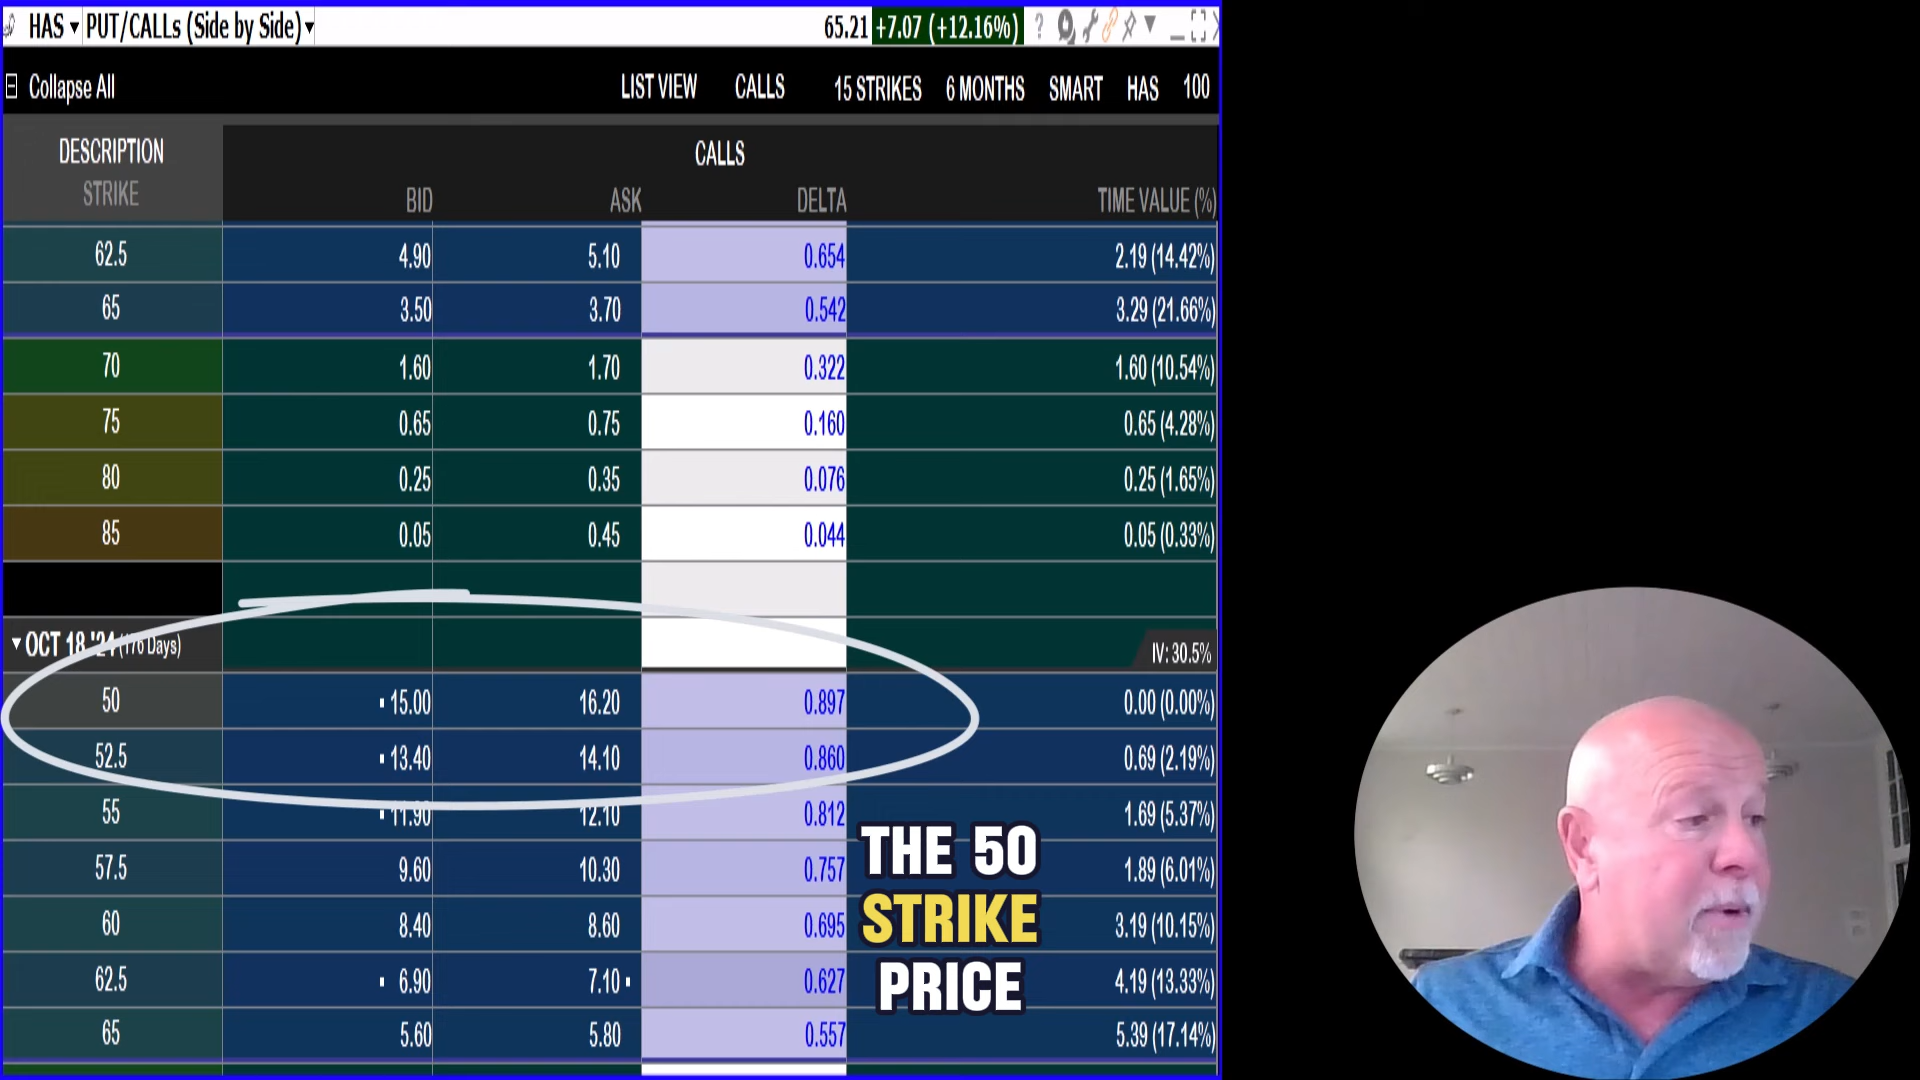 HAS PUT/CALLs (Side by Side) 65.21 +7.07 (+12.16%) ?
Collapse All LIST VIEW CALLS 15 STRIKES 6 MONTHS SMART HAS 100
DESCRIPTION CALLS
STRIKE BID ASK DELTA TIME VALUE (%)
62.5 4.90 5.10 0.654 2.19 (14.42%)
65 3.50 3.70 0.542 3.29 (21.66%)
70 1.60 1.70 0.322 1.60 (10.54%)
75 0.65 0.75 0.160 0.65 (4.28%)
80 0.25 0.35 0.076 0.25 (1.65%)
85 0.05 0.45 0.044 0.05 (0.33%)
OCT 18 '24 (176 Days) IV: 30.5%
50 15.00 16.20 0.897 0.00 (0.00%)
52.5 13.40 14.10 0.860 0.69 (2.19%)
55 11.90 12.10 0.812 1.69 (5.37%)
57.5 9.60 10.30 0.757 1.89 (6.01%)
60 8.40 8.60 0.695 3.19 (10.15%)
62.5 6.90 7.10 0.627 4.19 (13.33%)
65 5.60 5.80 0.557 5.39 (17.14%)
THE 50
STRIKE
PRICE